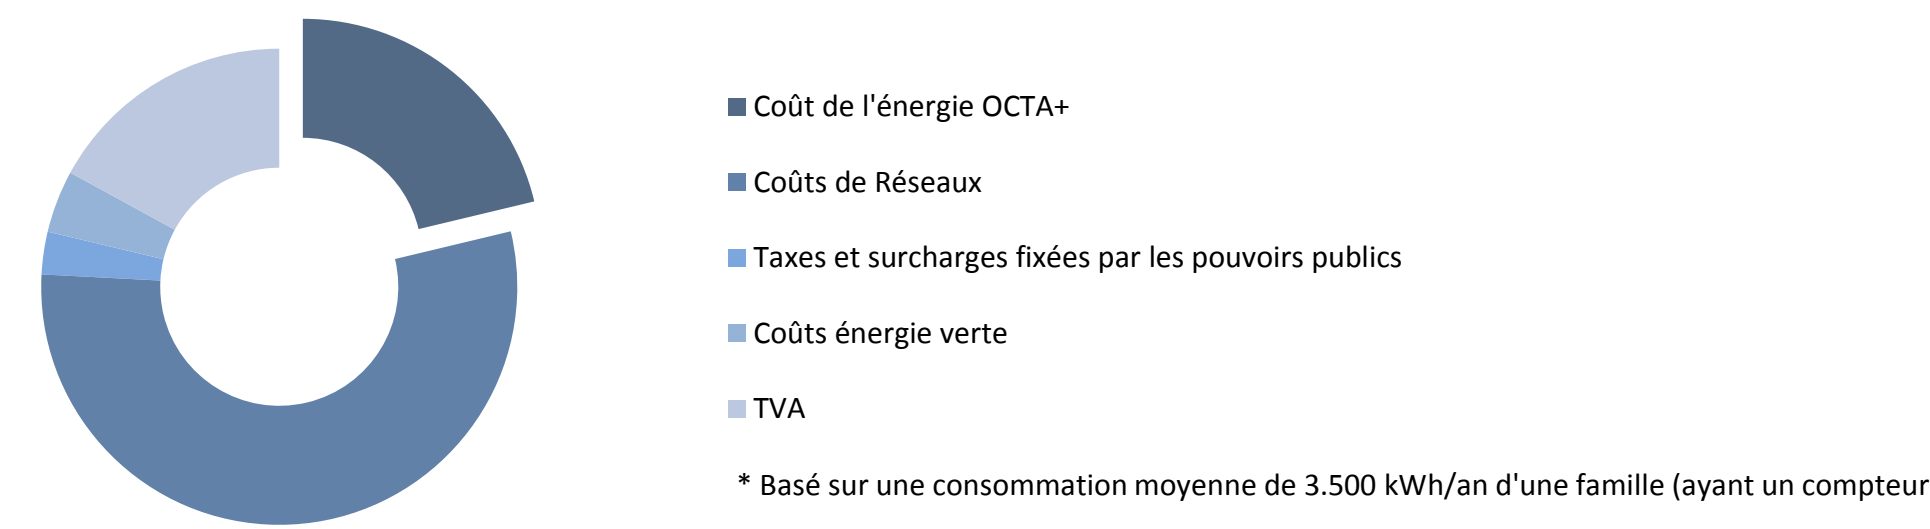 Coût de l'énergie OCTA+
Coûts de Réseaux
Taxes et surcharges fixées par les pouvoirs publics
Coûts énergie verte
TVA
* Basé sur une consommation moyenne de 3.500 kWh/an d'une famille (ayant un compteur